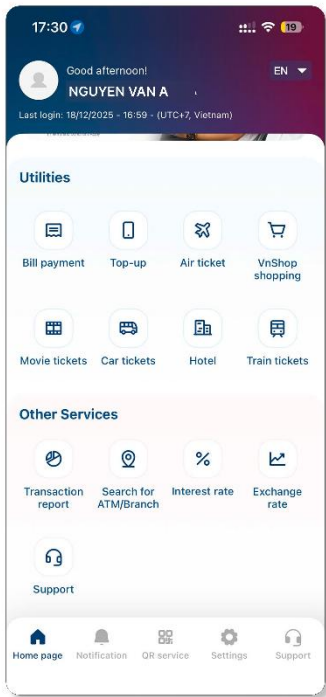 17:30
19
Good afternoon!
EN
NGUYEN VAN A
Last login: 18/12/2025 - 16:59 - (UTC+7, Vietnam)
Utilities
Bill payment
Top-up
Air ticket
VnShop
shopping
Movie tickets
Car tickets
Hotel
Train tickets
Other Services
Transaction
report
Search for
ATM/Branch
Interest rate
Exchange
rate
Support
Home page
Notification
QR service
Settings
Support